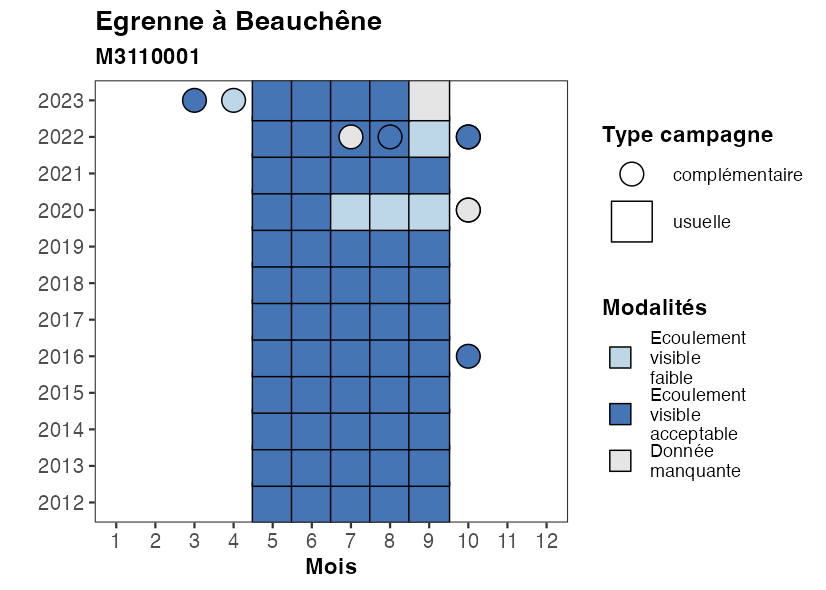 Egrenne à Beauchêne
M3110001
2023
2022
2021
2020
2019
2018
2017
2016
2015
2014
2013
2012
1 2 3 4 5 6 7 8 9 10 11 12
Mois
Type campagne
complémentaire
usuelle
Modalités
Ecoulement
visible
faible
Ecoulement
visible
acceptable
Donnée
manquante